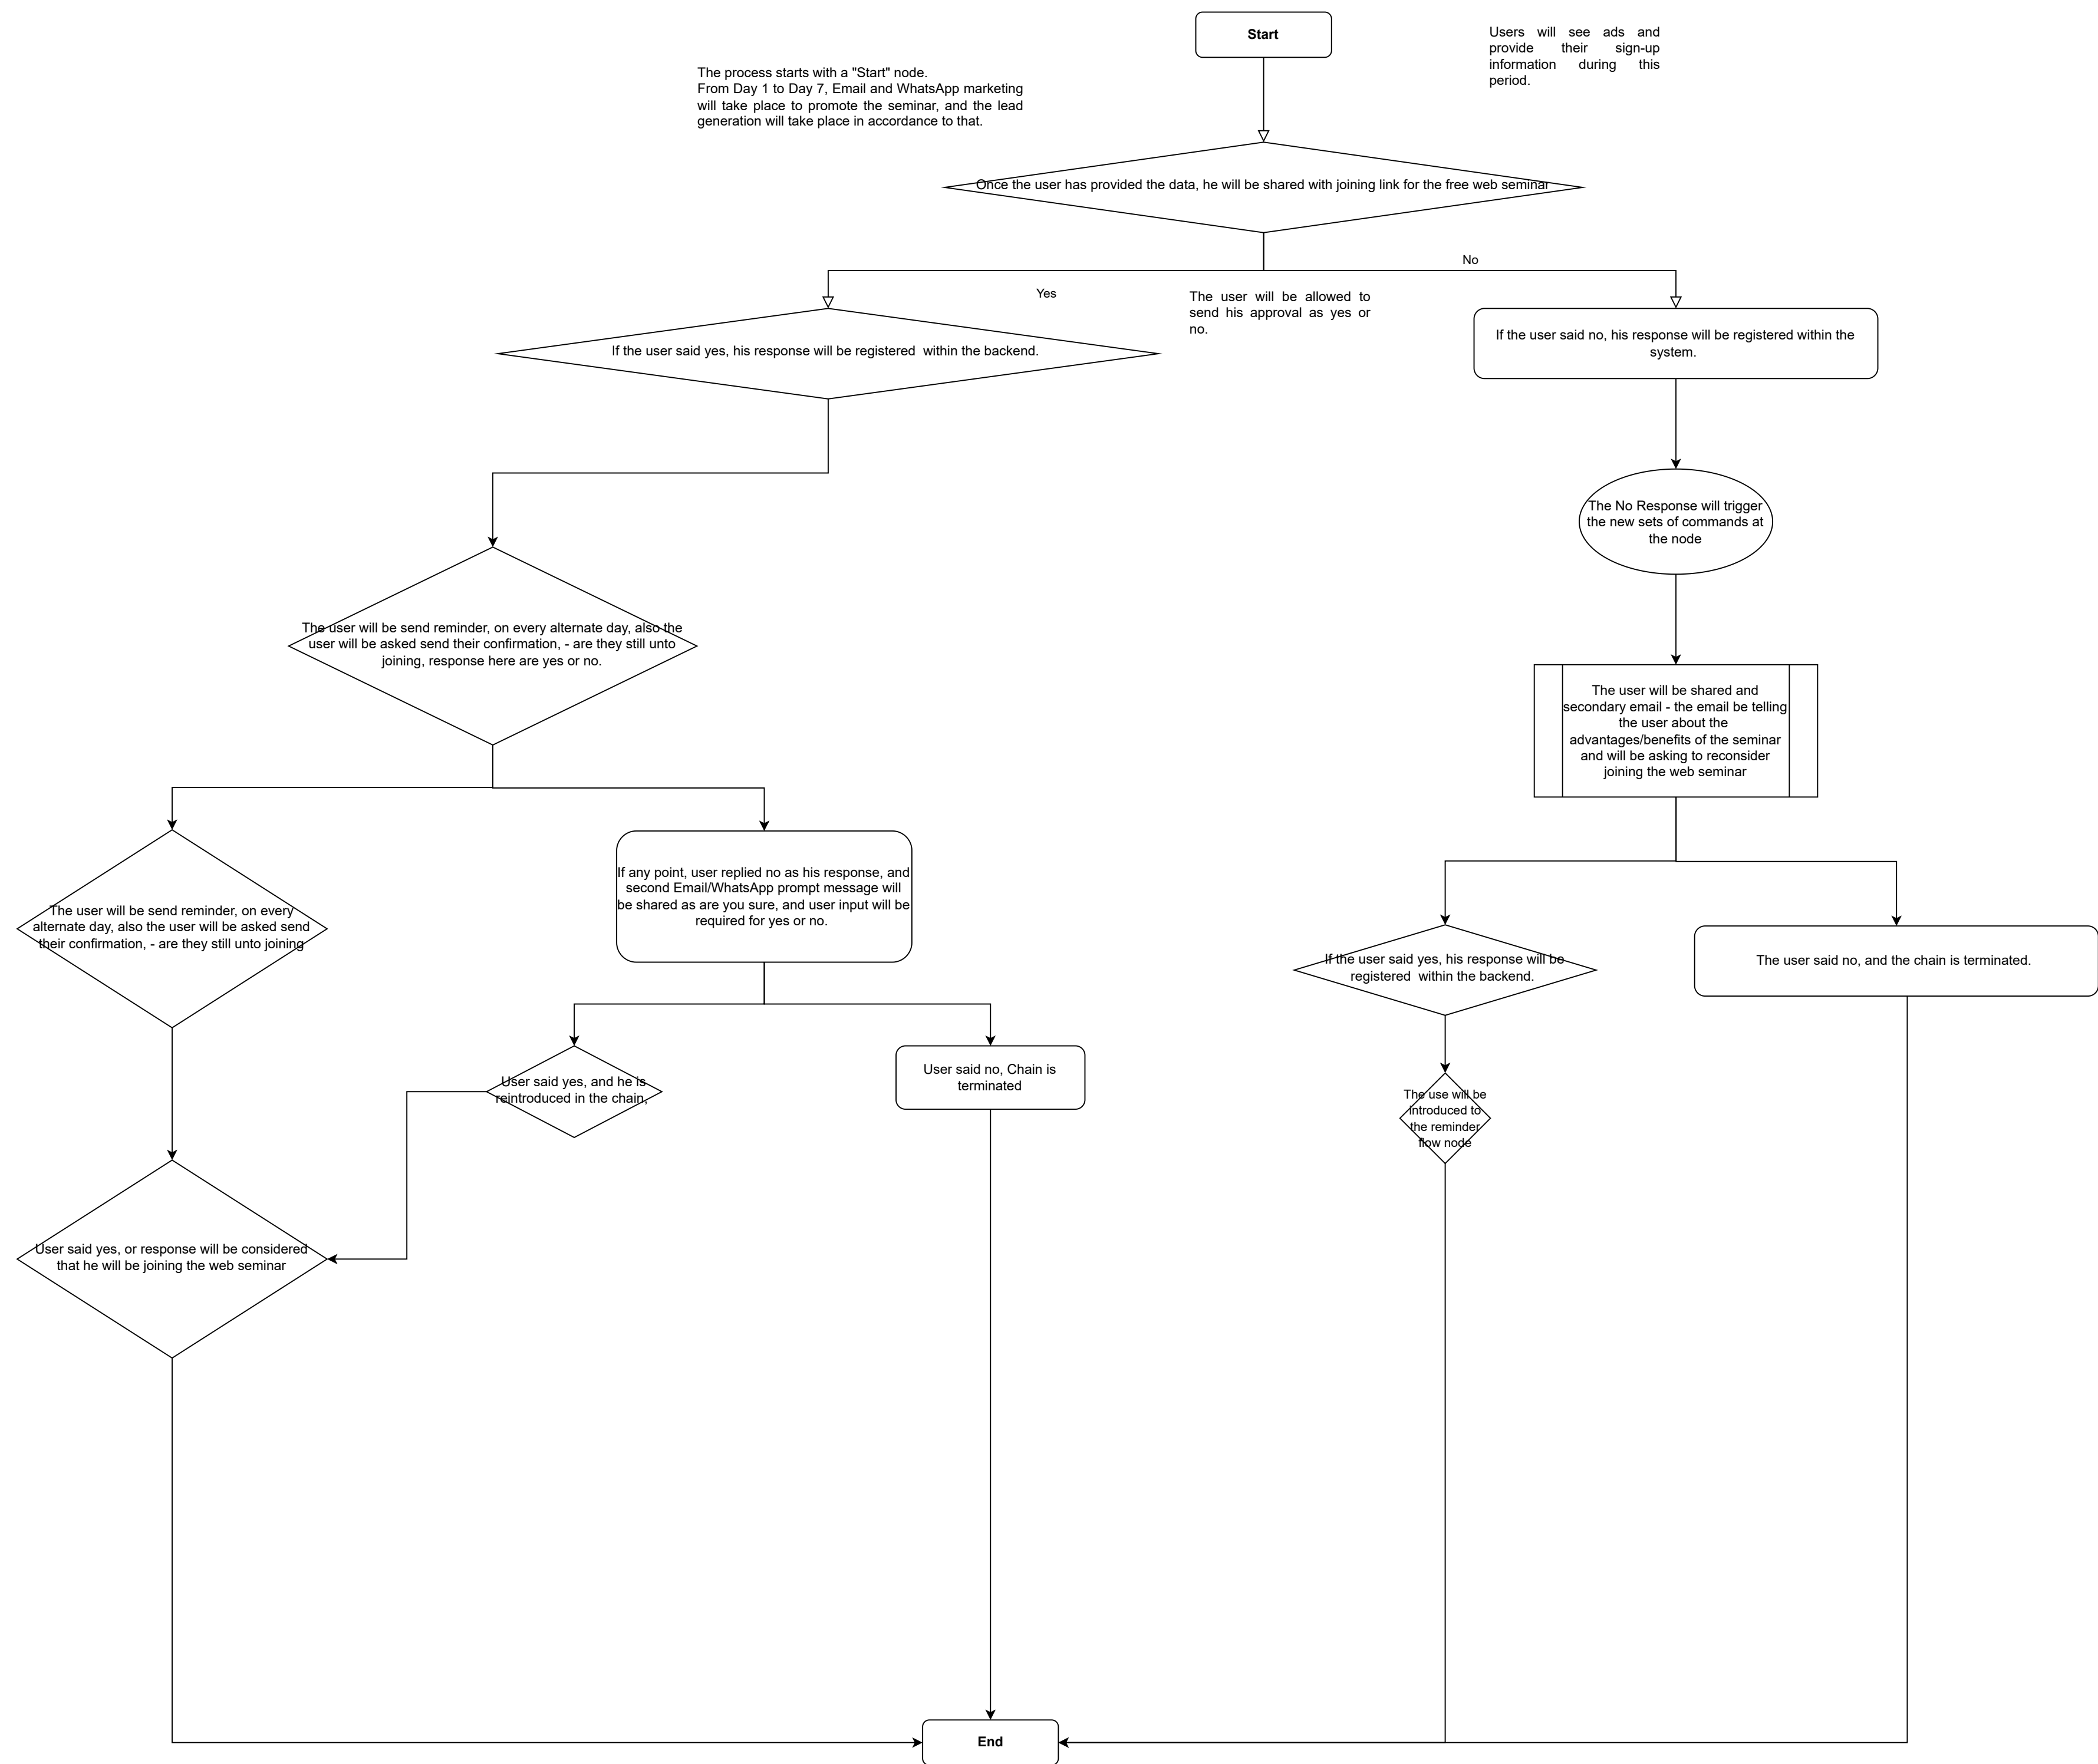 Start
Users will see ads and
provide their sign-up
information during this
period.
The process starts with a "Start" node.
From Day 1 to Day 7, Email and WhatsApp marketing
will take place to promote the seminar, and the lead
generation will take place in accordance to that.
Once the user has provided the data, he will be shared with joining link for the free web seminar
No
Yes
The user will be allowed to
send his approval as yes or
no.
If the user said yes, his response will be registered  within the backend.
If the user said no, his response will be registered within the
system.
The No Response will trigger
the new sets of commands at
the node
The user will be send reminder, on every alternate day, also the
user will be asked send their confirmation, - are they still unto
joining, response here are yes or no.
The user will be shared and
secondary email - the email be telling
the user about the
advantages/benefits of the seminar
and will be asking to reconsider
joining the web seminar
The user will be send reminder, on every
alternate day, also the user will be asked send
their confirmation, - are they still unto joining
If any point, user replied no as his response, and
second Email/WhatsApp prompt message will
be shared as are you sure, and user input will be
required for yes or no.
If the user said yes, his response will be
registered  within the backend.
The user said no, and the chain is terminated.
User said yes, and he is
reintroduced in the chain,
User said no, Chain is
terminated
The use will be
introduced to
the reminder
flow node
User said yes, or response will be considered
that he will be joining the web seminar
End